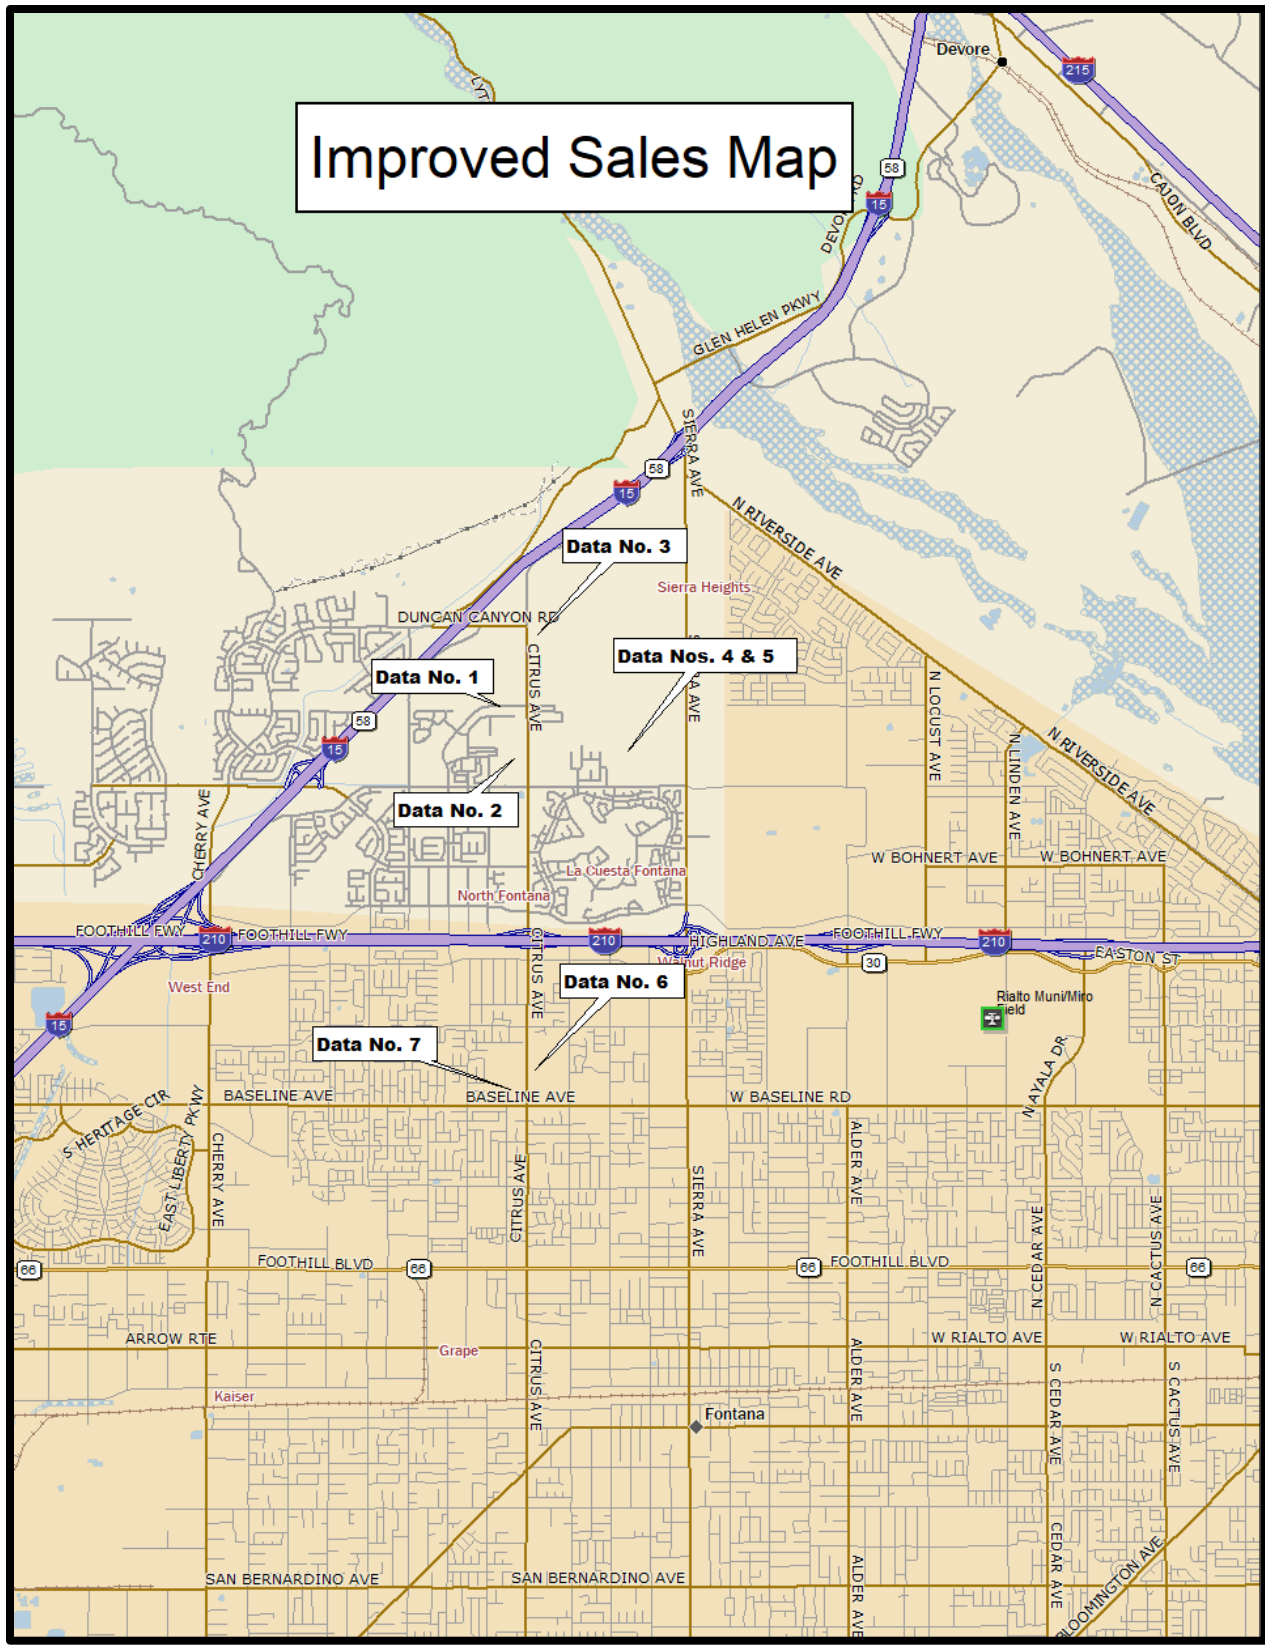 Devore
215
LYT
Improved Sales Map
58
15
DEVO
RD
CAJON BLVD
GLEN HELEN PKWY
SIERRA AVE
58
15
N RIVERSIDE AVE
Data No. 3
Sierra Heights
DUNCAN CANYON RD
CITRUS AVE
Data Nos. 4 & 5
S
RA AVE
Data No. 1
N LOCUST AVE
58
15
N LINDEN AVE
N RIVERSIDE AVE
CHERRY AVE
Data No. 2
W BOHNERT AVE
W BOHNERT AVE
La Cuesta Fontana
North Fontana
FOOTHILL FWY
210
FOOTHILL FWY
CITRUS AVE
210
HIGHLAND AVE
FOOTHILL FWY
210
EASTON ST
Walnut Ridge
30
West End
Data No. 6
Rialto Muni/Miro
Field
15
Data No. 7
N AYALA DR
BASELINE AVE
BASELINE AVE
W BASELINE RD
S HERITAGE CIR
EAST LIBERTY PKWY
CHERRY AVE
CITRUS AVE
SIERRA AVE
ALDER AVE
N CEDAR AVE
N CACTUS AVE
66
FOOTHILL BLVD
66
66
FOOTHILL BLVD
66
ARROW RTE
Grape
CITRUS AVE
ALDER AVE
W RIALTO AVE
W RIALTO AVE
Kaiser
Fontana
S CEDAR AVE
S CACTUS AVE
SAN BERNARDINO AVE
SAN BERNARDINO AVE
ALDER AVE
CEDAR AVE
BLOOMINGTON AVE